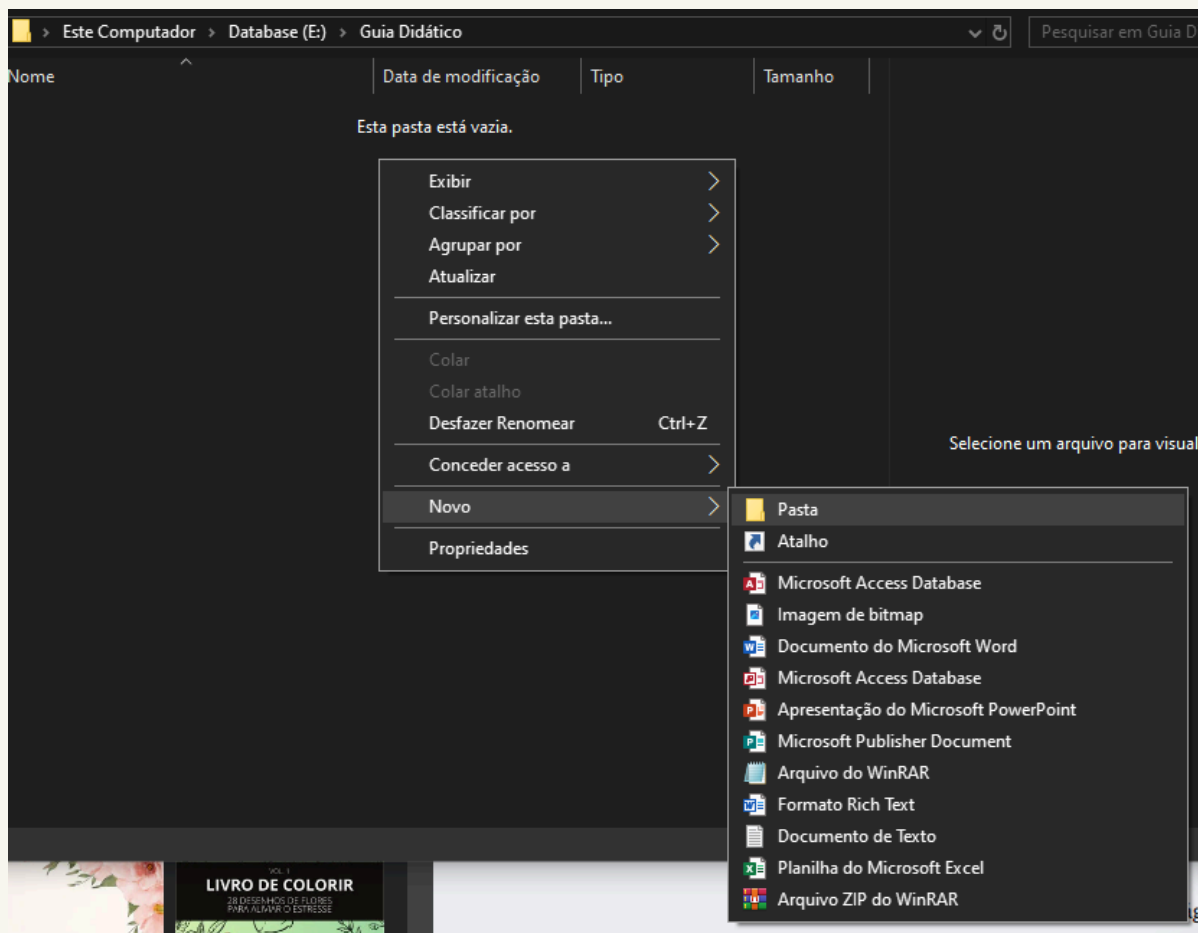 Este Computador > Database (E:) > Guia Didático
Pesquisar em Guia D
Nome Data de modificação Tipo Tamanho
Esta pasta está vazia.
Exibir
Classificar por
Agrupar por
Atualizar
Personalizar esta pasta...
Colar
Colar atalho
Desfazer Renomear Ctrl+Z
Selecione um arquivo para visual
Conceder acesso a
Novo
Propriedades
Pasta
Atalho
Microsoft Access Database
Imagem de bitmap
Documento do Microsoft Word
Microsoft Access Database
Apresentação do Microsoft PowerPoint
Microsoft Publisher Document
Arquivo do WinRAR
Formato Rich Text
Documento de Texto
Planilha do Microsoft Excel
Arquivo ZIP do WinRAR
VOL. 1
LIVRO DE COLORIR
28 DESENHOS DE FLORES
PARA ALIVIAR O ESTRESSE